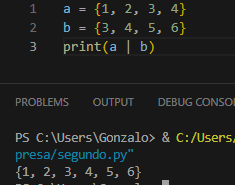 1 a = {1, 2, 3, 4}
2 b = {3, 4, 5, 6}
3 print(a | b)
PROBLEMS OUTPUT DEBUG CONSO
PS C:\Users\Gonzalo> & C:/Users/
presa/segundo.py"
{1, 2, 3, 4, 5, 6}